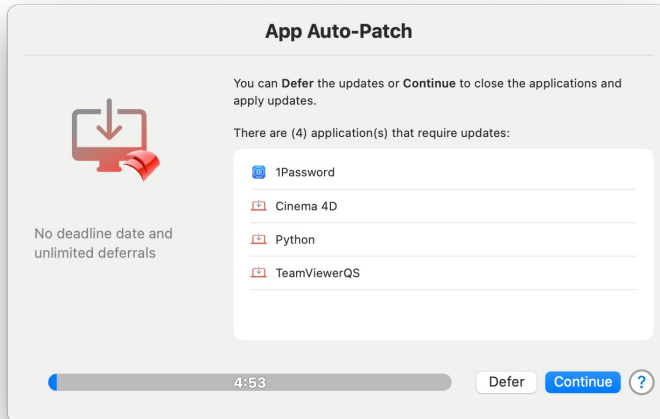 App Auto-Patch
You can Defer the updates or Continue to close the applications and
apply updates.
There are (4) application(s) that require updates:
1Password
Cinema 4D
Python
TeamViewerQS
No deadline date and
unlimited deferrals
4:53
Defer
Continue
?